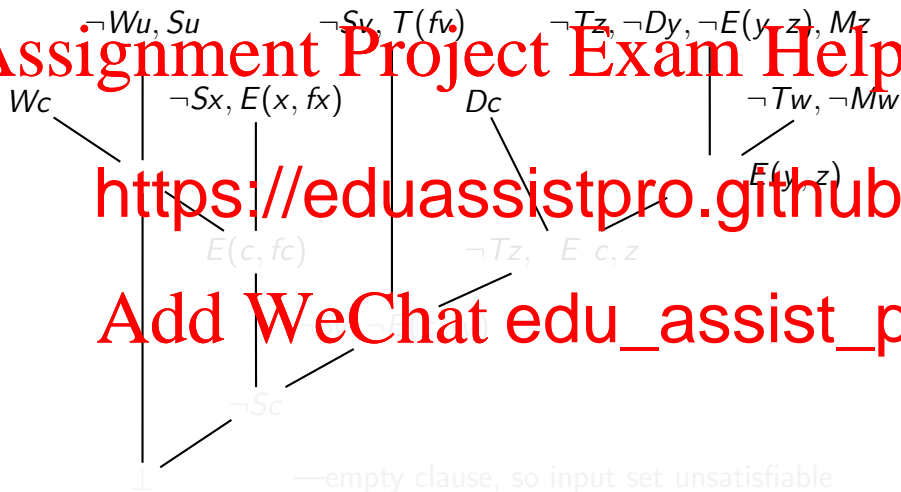 ¬Wu, Su ¬Sv, T(fv) ¬Tz, ¬Dy, ¬E(y, z), Mz
Assignment Project Exam Help
Wc ¬Sx, E(x, fx) Dc ¬Tw, ¬Mw
E(y, z)
https://eduassistpro.github
E(c, fc) ¬Tz, E c, z
Add WeChat edu_assist_p
¬Sc
⊥ —empty clause, so input set unsatisfiable